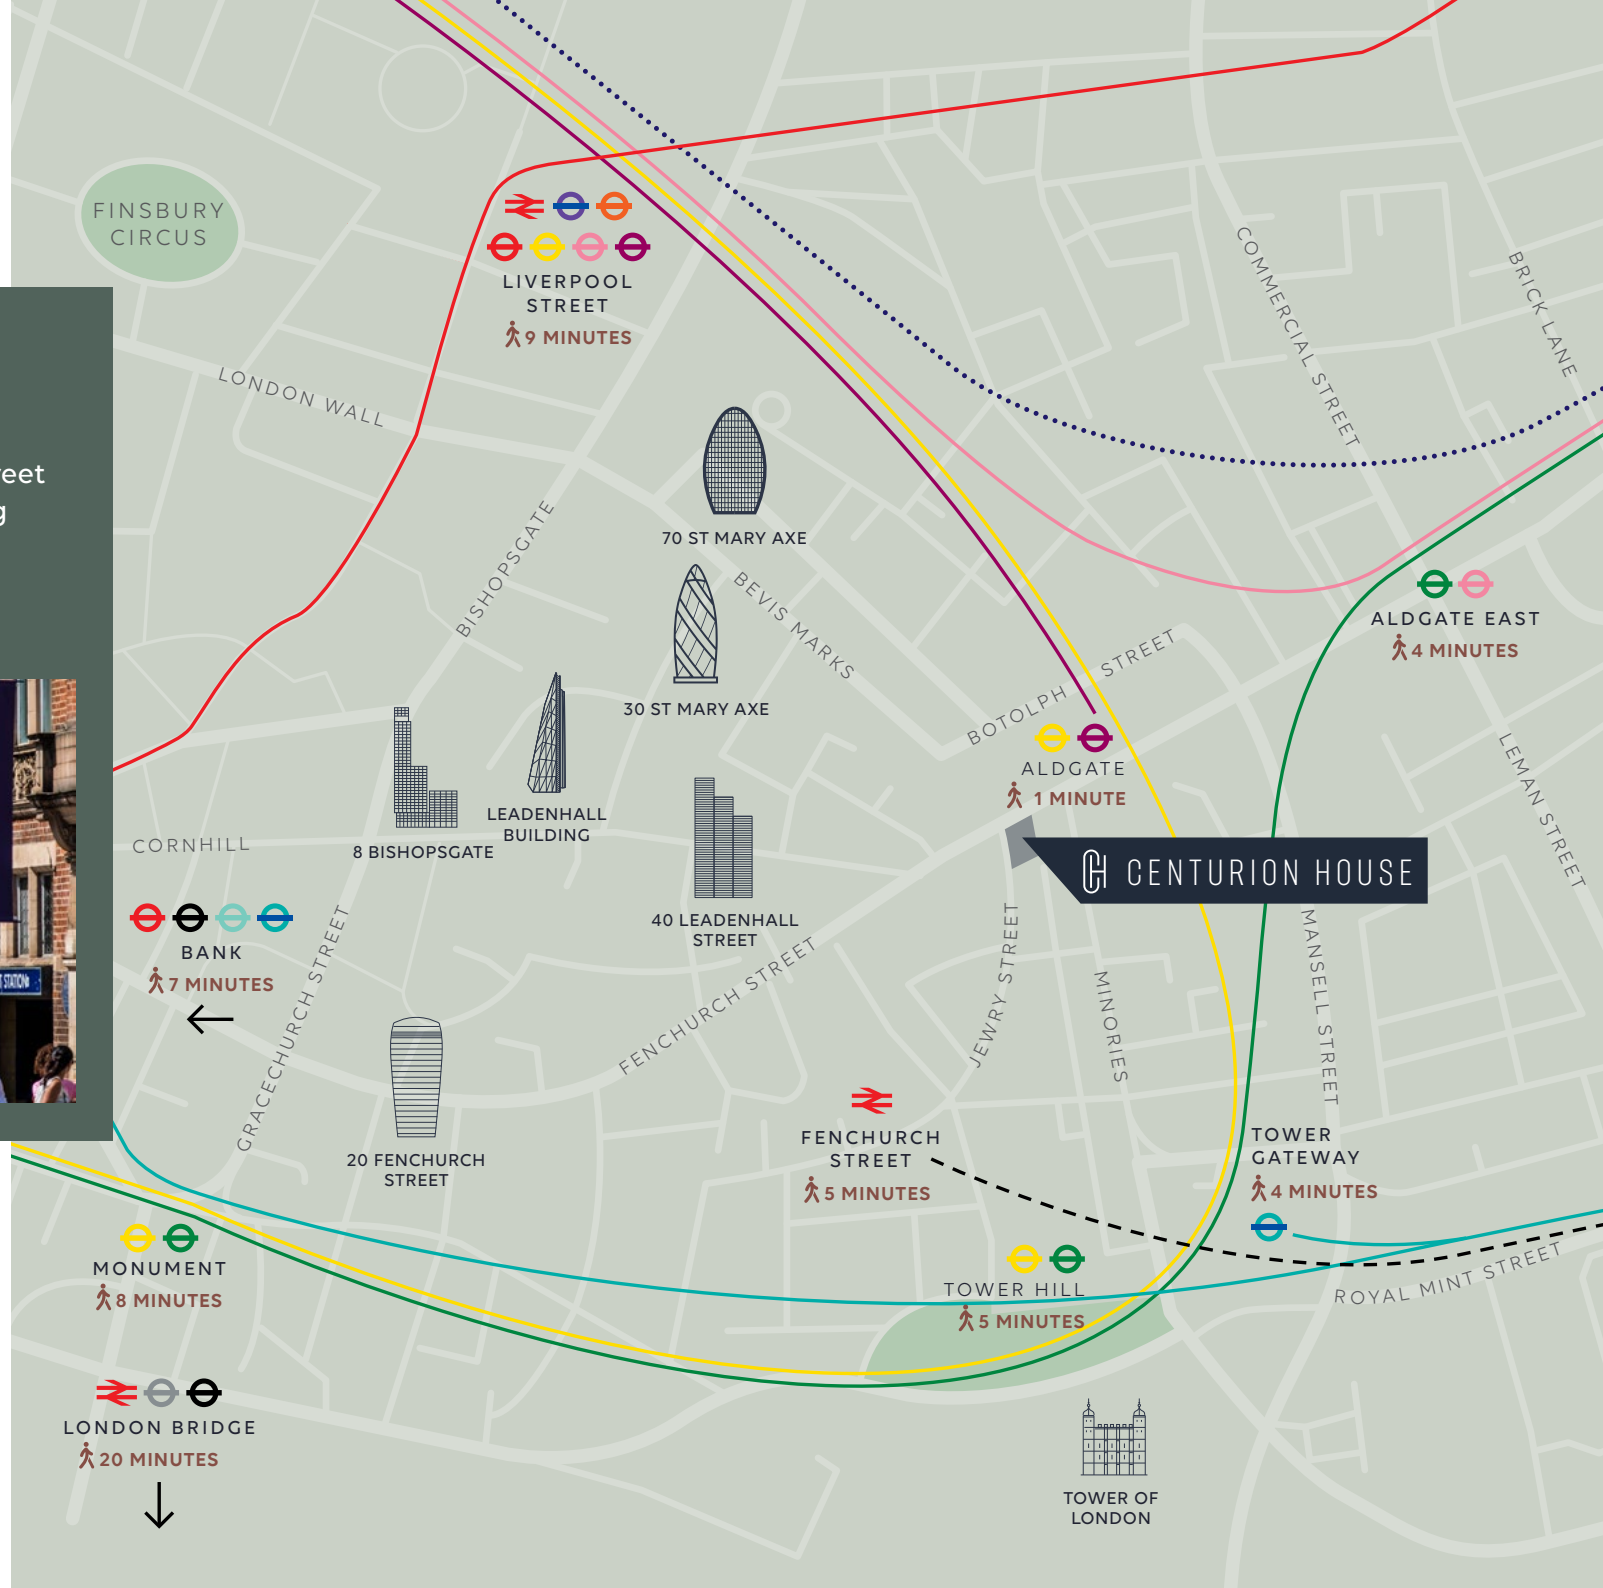 FINSBURY
CIRCUS
LIVERPOOL
STREET
9 MINUTES
LONDON WALL
COMMERCIAL STREET
BRICK LANE
BISHOPSGATE
70 ST MARY AXE
BEVIS MARKS
30 ST MARY AXE
ALDGATE EAST
4 MINUTES
BOTOLPH STREET
ALDGATE
1 MINUTE
LEMAN STREET
LEADENHALL
BUILDING
8 BISHOPSGATE
CORNHILL
CENTURION HOUSE
40 LEADENHALL
STREET
BANK
7 MINUTES
GRACECHURCH STREET
FENCHURCH STREET
JEWRY STREET
MINORIES
MANSELL STREET
20 FENCHURCH
STREET
FENCHURCH
STREET
5 MINUTES
TOWER
GATEWAY
4 MINUTES
MONUMENT
8 MINUTES
TOWER HILL
5 MINUTES
ROYAL MINT STREET
LONDON BRIDGE
20 MINUTES
TOWER OF
LONDON